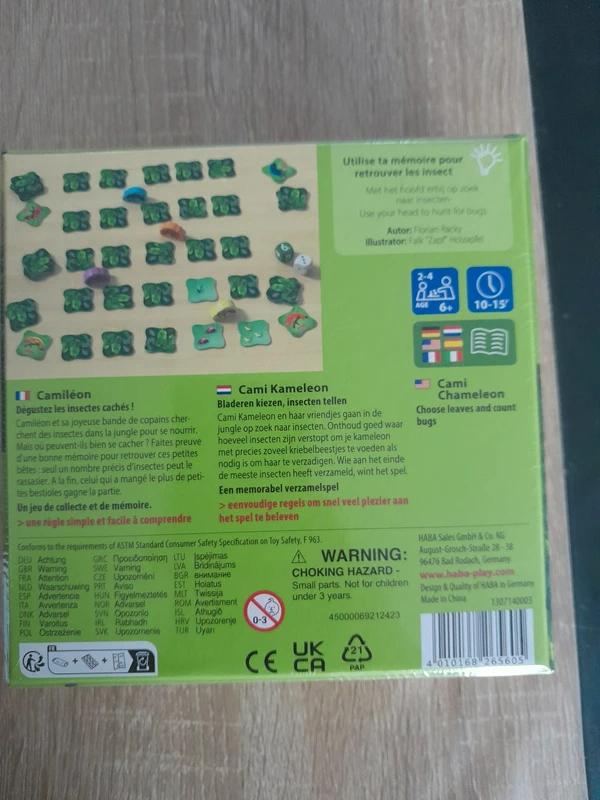 Utilise ta mémoire pour
retrouver les insect
Met het hoofd erbij op zoek
naar insecten
Use your head to hunt for bugs
Autor: Florian Racky
Illustrator: Falk "Zapf" Holzapfel
2-4
AGE 6+
10-15'
Camiléon
Dégustez les insectes cachés !
Camiléon et sa joyeuse bande de copains cher-
chent des insectes dans la jungle pour se nourrir.
Mais où peuvent-ils bien se cacher ? Faites preuve
d'une bonne mémoire pour retrouver ces petites
bêtes : seul un nombre précis d'insectes peut le
rassasier. A la fin, celui qui a mangé le plus de peti-
tes bestioles gagne la partie.
Un jeu de collecte et de mémoire.
> une règle simple et facile à comprendre
Cami Kameleon
Bladeren kiezen, insecten tellen
Cami Kameleon en haar vriendjes gaan in de
jungle op zoek naar insecten. Onthoud goed waar
hoeveel insecten zijn verstopt om je kameleon
met precies zoveel kriebelbeestjes te voeden als
nodig is om haar te verzadigen. Wie aan het einde
de meeste insecten heeft verzameld, wint het spel.
Een memorabel verzamelspel
> eenvoudige regels om snel veel plezier aan
het spel te beleven
Cami
Chameleon
Choose leaves and count
bugs
Conforms to the requirements of ASTM Standard Consumer Safety Specification on Toy Safety, F 963.
DEU Achtung
GBR Warning
FRA Attention
NLD Waarschuwing
ESP Advertencia
ITA Avvertenza
DNK Advarsel
FIN Varoitus
POL Ostrzeżenie
GRC Προειδοποίηση
SWE Varning
CZE Upozornění
PRT Aviso
HUN Figyelmeztetés
NOR Advarsel
SVN Opozorilo
IRL Rabhadh
SVK Upozornenie
LTU Įspėjimas
LVA Brīdinājums
BGR внимание
EST Hoiatus
MLT Twissija
ROM Avertisment
ISL Aðvíring
HRV Upozorenje
TUR Uyarı
0-3
WARNING:
CHOKING HAZARD -
Small parts. Not for children
under 3 years.
45000069212423
HABA Sales GmbH & Co. KG
August-Grosch-Straße 28 - 38
96476 Bad Rodach, Germany
www.haba-play.com
Design & Quality of HABA in Germany
Made in China
1307140003
FR
CE
UK
CA
21
PAP
4 010168 265605